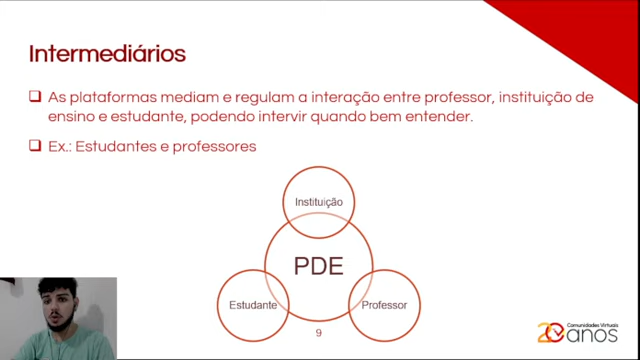 Intermediários
As plataformas mediam e regulam a interação entre professor, instituição de
ensino e estudante, podendo intervir quando bem entender.
Ex.: Estudantes e professores
Instituição
PDE
Estudante
Professor
9
Comunidades Virtuais
20 anos